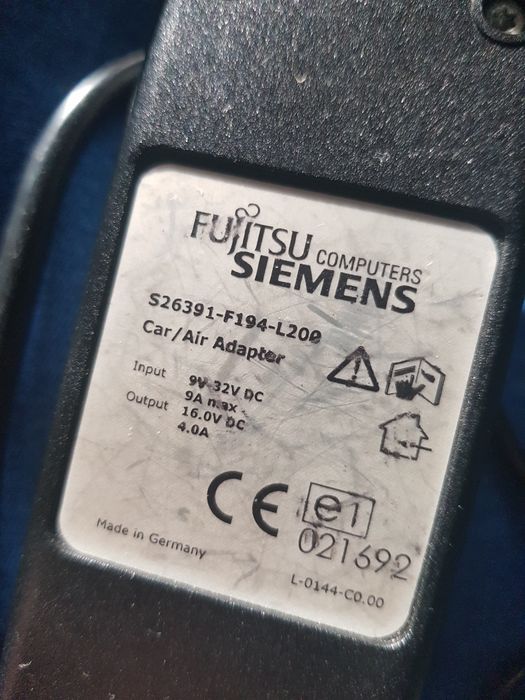 FUJITSU COMPUTERS
SIEMENS
S26391-F194-L200
Car/Air Adapter
Input 9V-32V DC
9A max
Output 16.0V DC
4.0A
CE e1
021692
Made in Germany
L-0144-C0.00